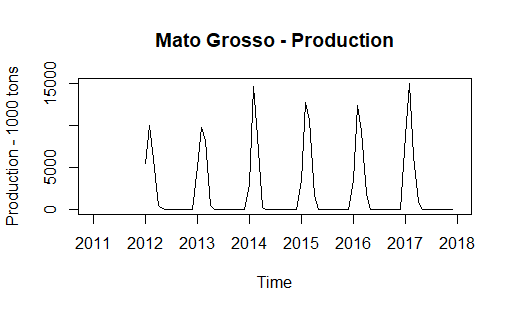 Mato Grosso - Production
Production - 1000 tons
15000
5000
0
2011 2012 2013 2014 2015 2016 2017 2018
Time